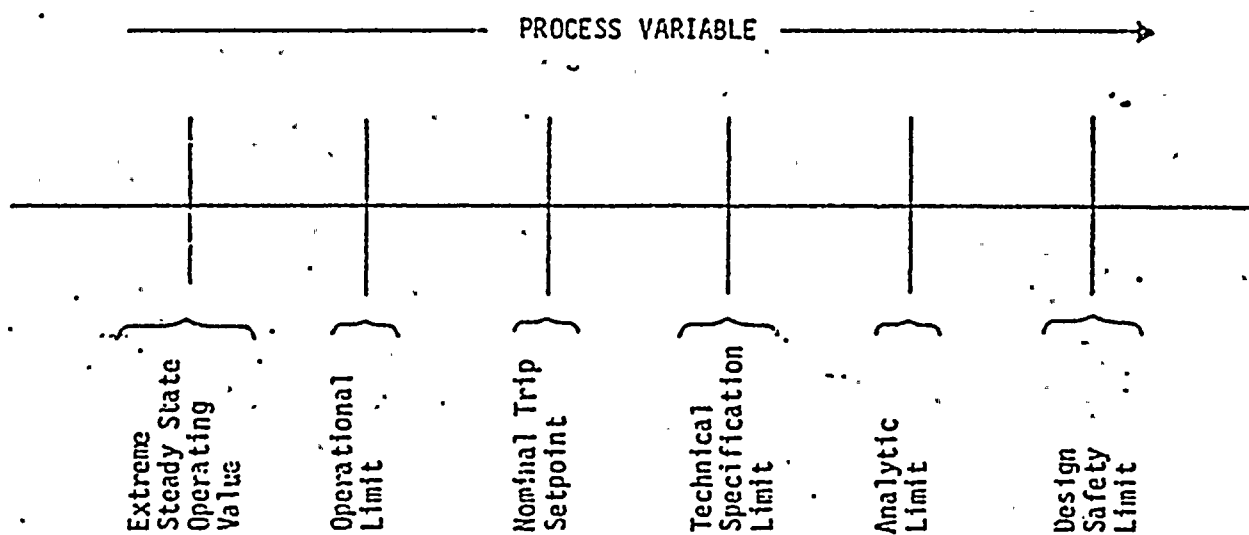 PROCESS VARIABLE
Extreme
Steady State
Operating
Value
Operational
Limit
Nominal Trip
Setpoint
Technical
Specification
Limit
Analytic
Limit
Design
Safety
Limit